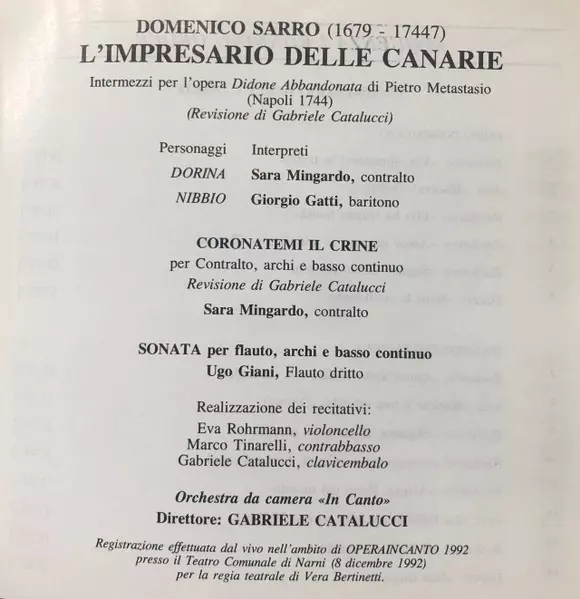 DOMENICO SARRO (1679 - 17447)
L'IMPRESARIO DELLE CANARIE
Intermezzi per l'opera Didone Abbandonata di Pietro Metastasio
(Napoli 1744)
(Revisione di Gabriele Catalucci)
Personaggi Interpreti
DORINA Sara Mingardo, contralto
NIBBIO Giorgio Gatti, baritono
CORONATEMI IL CRINE
per Contralto, archi e basso continuo
Revisione di Gabriele Catalucci
Sara Mingardo, contralto
SONATA per flauto, archi e basso continuo
Ugo Giani, Flauto dritto
Realizzazione dei recitativi:
Eva Rohrmann, violoncello
Marco Tinarelli, contrabbasso
Gabriele Catalucci, clavicembalo
Orchestra da camera «In Canto»
Direttore: GABRIELE CATALUCCI
Registrazione effettuata dal vivo nell'ambito di OPERAINCANTO 1992
presso il Teatro Comunale di Narni (8 dicembre 1992)
per la regia teatrale di Vera Bertinetti.